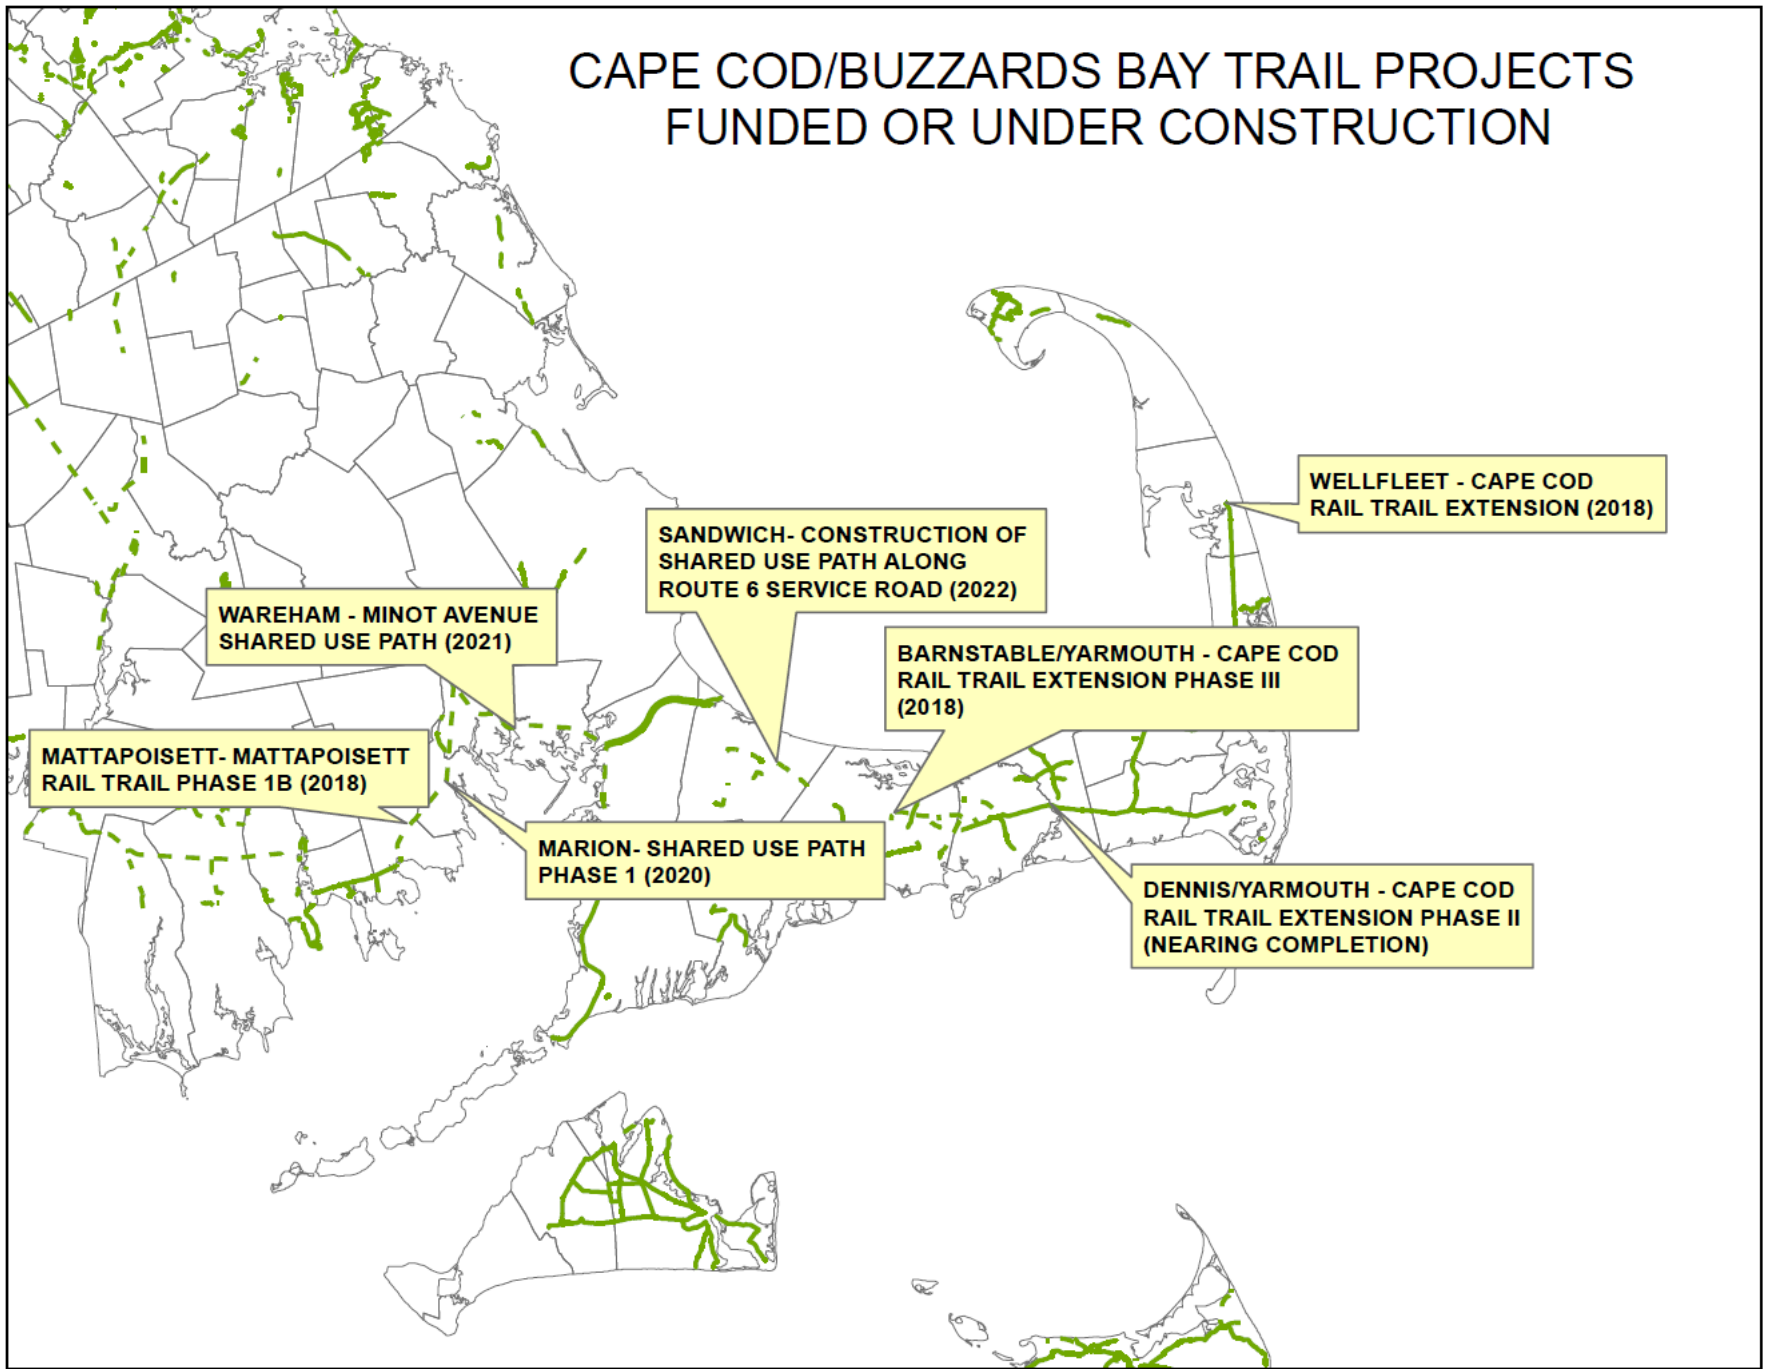 CAPE COD/BUZZARDS BAY TRAIL PROJECTS
FUNDED OR UNDER CONSTRUCTION
WELLFLEET - CAPE COD
RAIL TRAIL EXTENSION (2018)
SANDWICH- CONSTRUCTION OF
SHARED USE PATH ALONG
ROUTE 6 SERVICE ROAD (2022)
WAREHAM - MINOT AVENUE
SHARED USE PATH (2021)
BARNSTABLE/YARMOUTH - CAPE COD
RAIL TRAIL EXTENSION PHASE III
(2018)
MATTAPOISETT- MATTAPOISETT
RAIL TRAIL PHASE 1B (2018)
MARION- SHARED USE PATH
PHASE 1 (2020)
DENNIS/YARMOUTH - CAPE COD
RAIL TRAIL EXTENSION PHASE II
(NEARING COMPLETION)